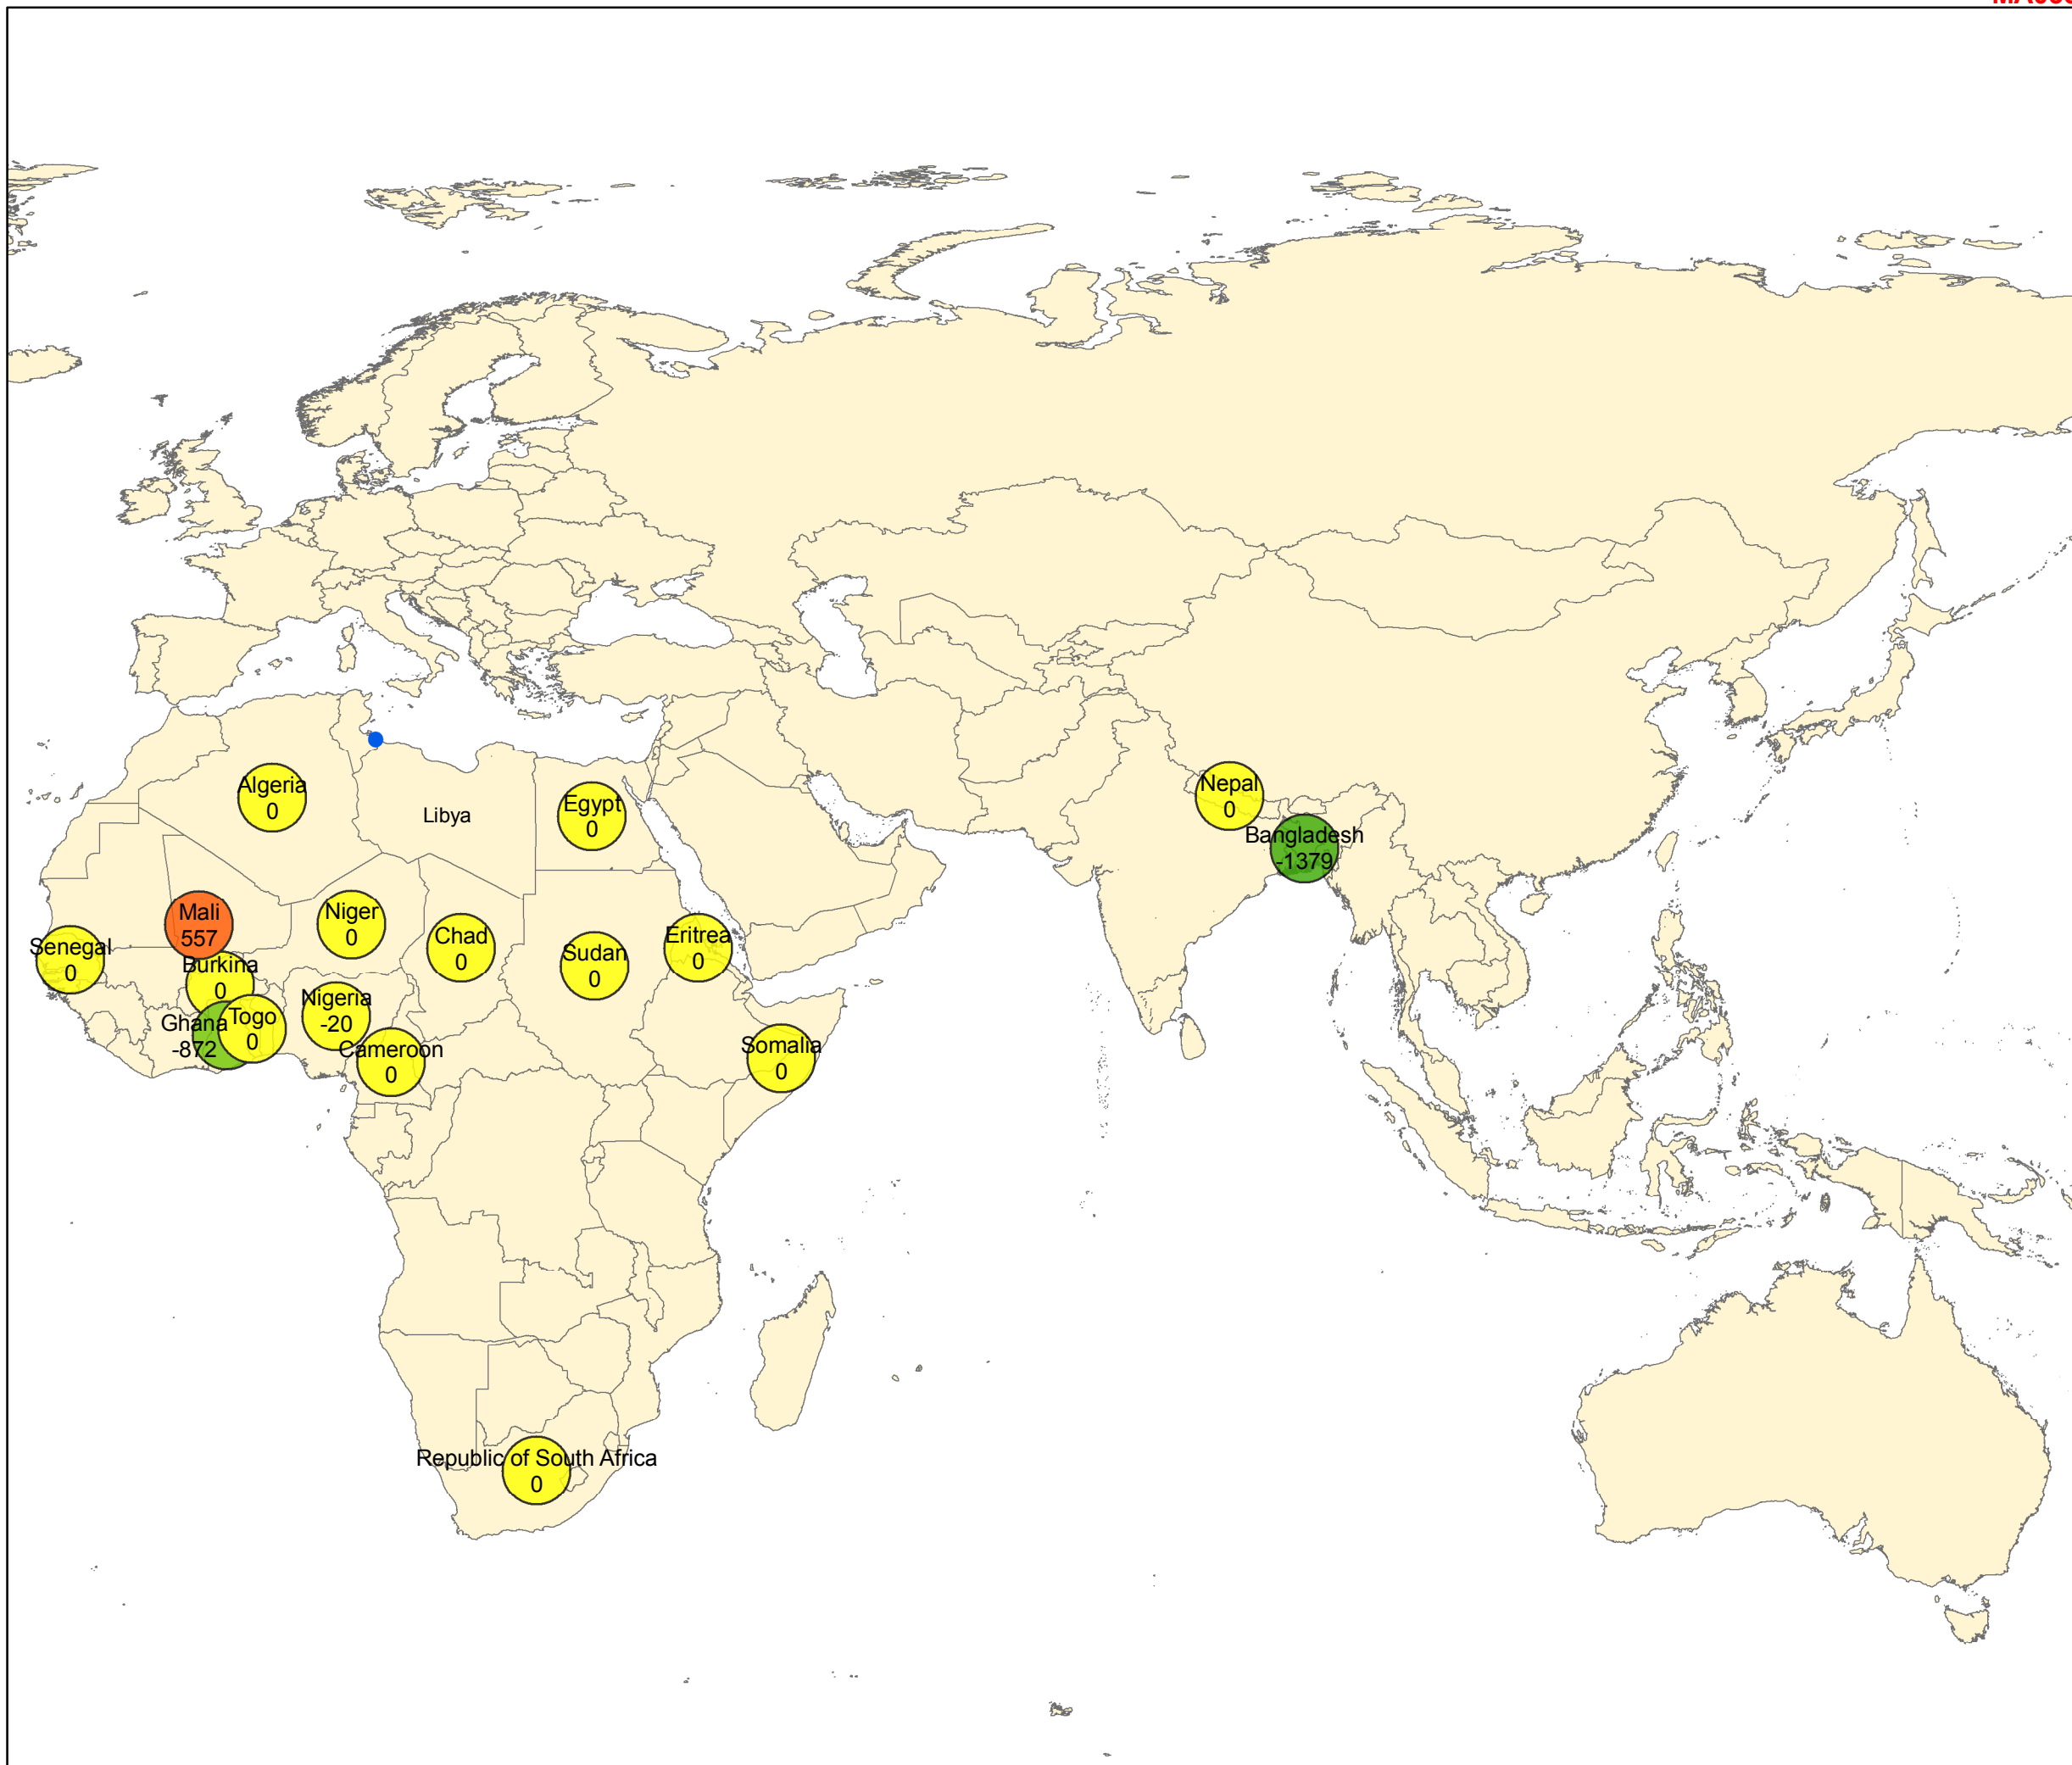 Algeria
0
Libya
Egypt
0
Nepal
0
Bangladesh
-1379
Mali
557
Niger
0
Chad
0
Senegal
0
Sudan
0
Eritrea
0
Burkina
0
Nigeria
-20
Ghana
-872
Togo
0
Cameroon
0
Somalia
0
Republic of South Africa
0